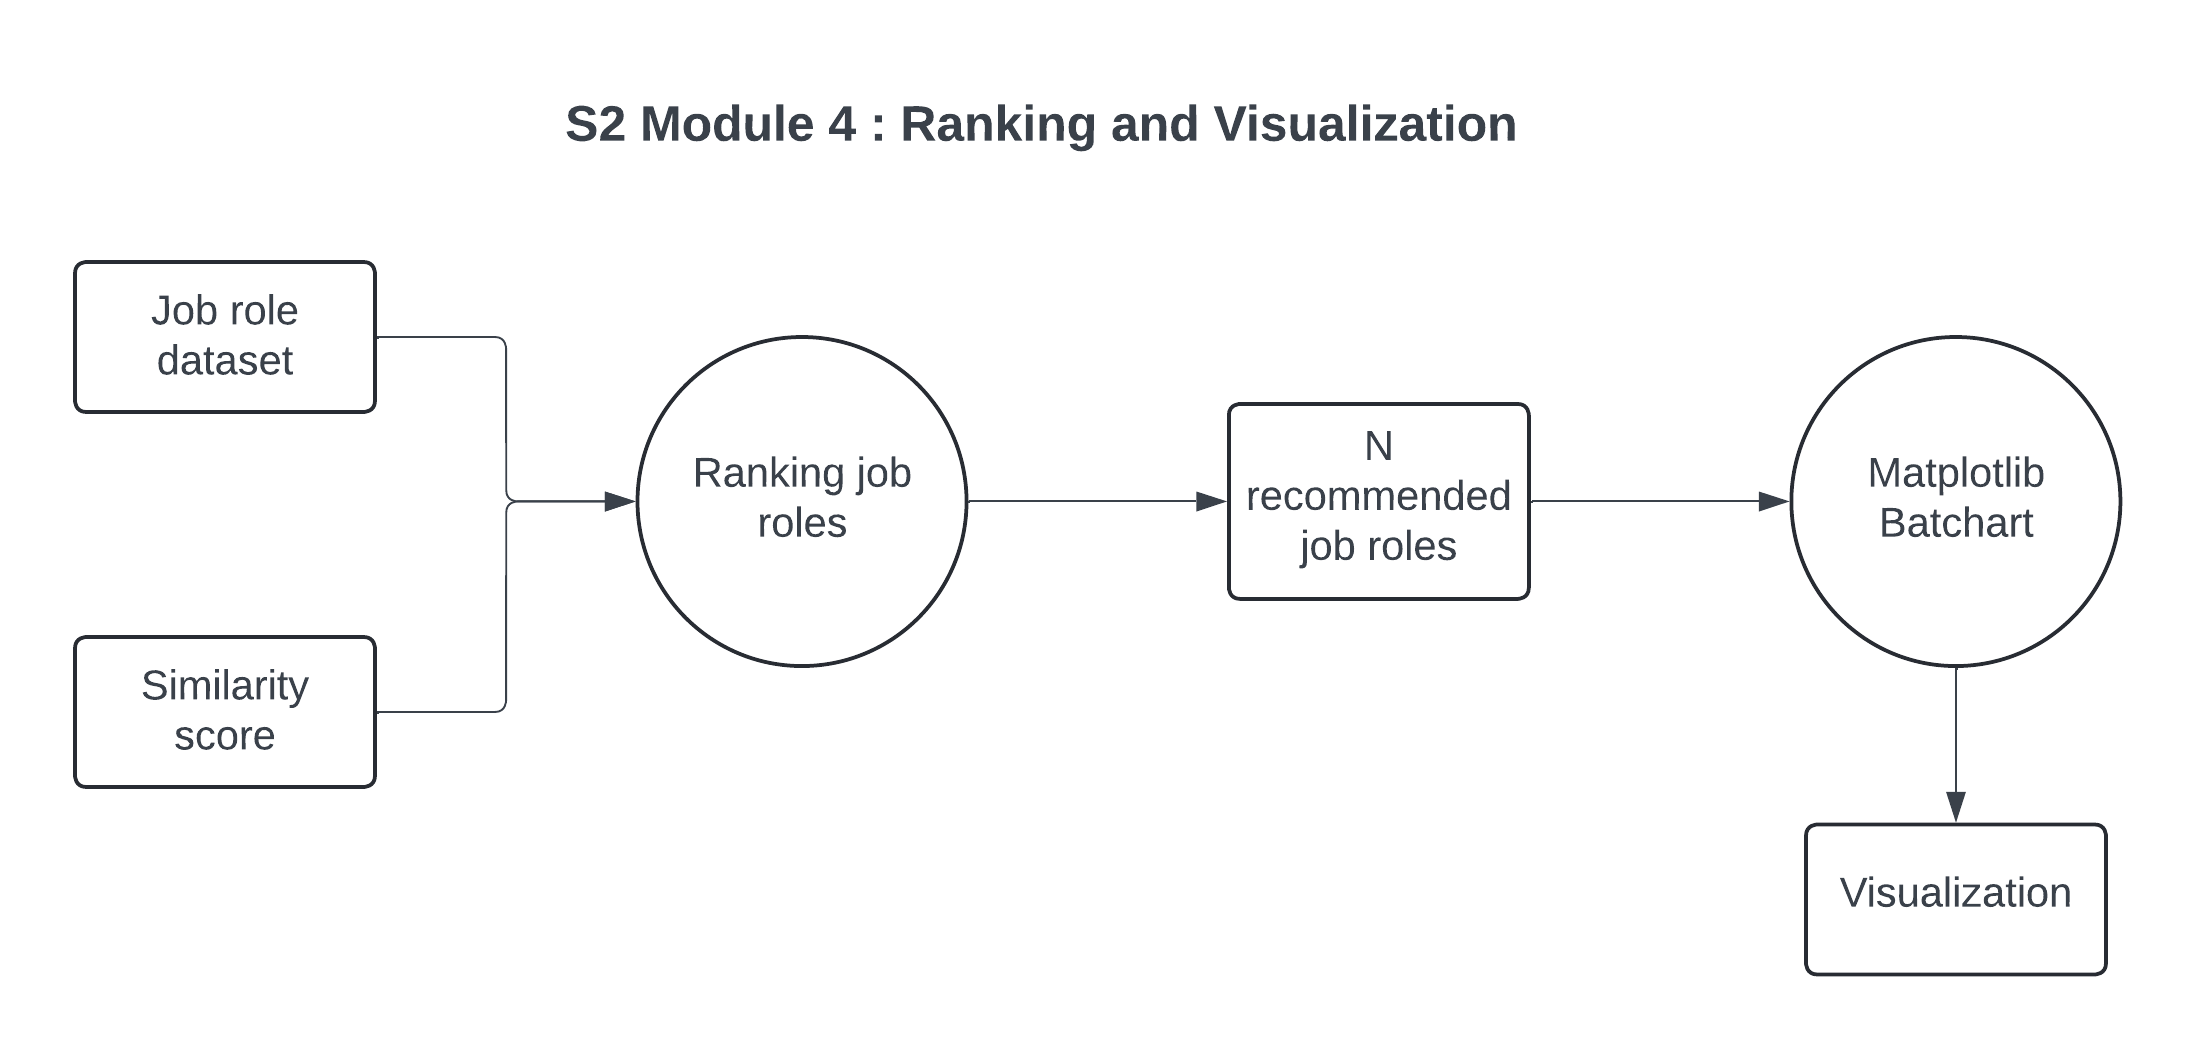 S2 Module 4 : Ranking and Visualization
Job role
dataset
Similarity
score
Ranking job
roles
N
recommended
job roles
Matplotlib
Batchart
Visualization